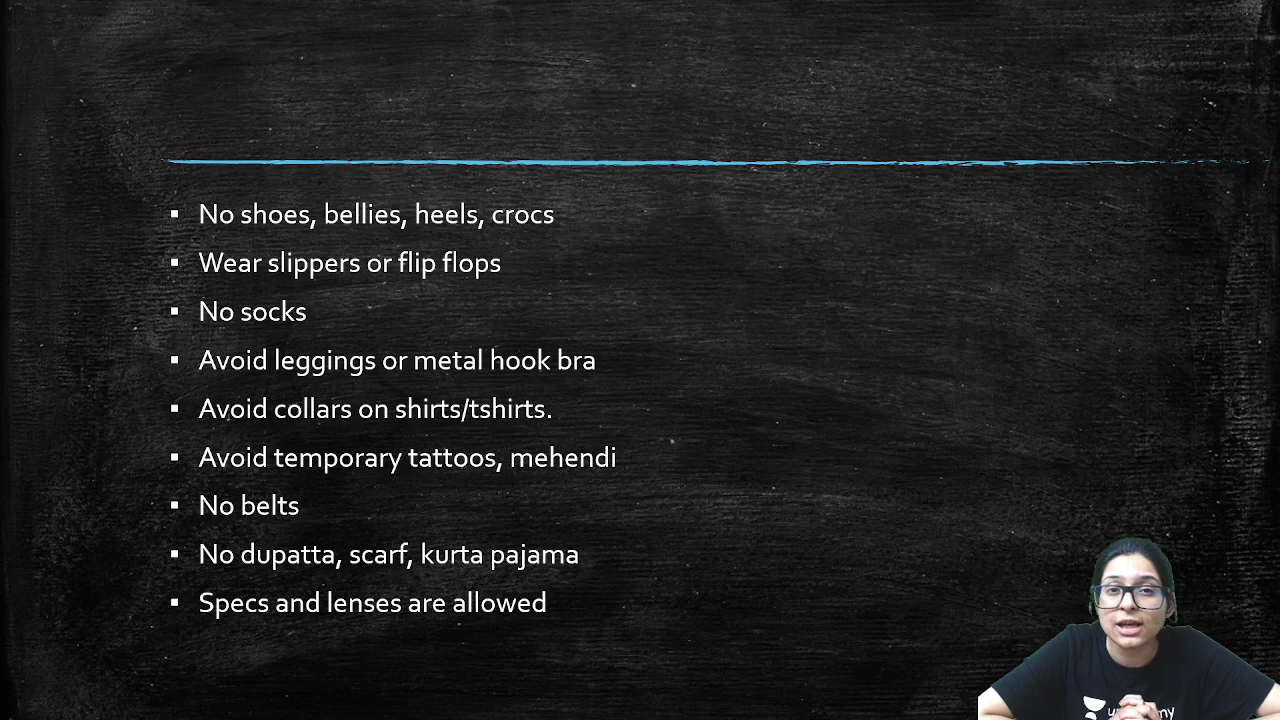 No shoes, bellies, heels, crocs
Wear slippers or flip flops
No socks
Avoid leggings or metal hook bra
Avoid collars on shirts/tshirts.
Avoid temporary tattoos, mehendi
No belts
No dupatta, scarf, kurta pajama
Specs and lenses are allowed